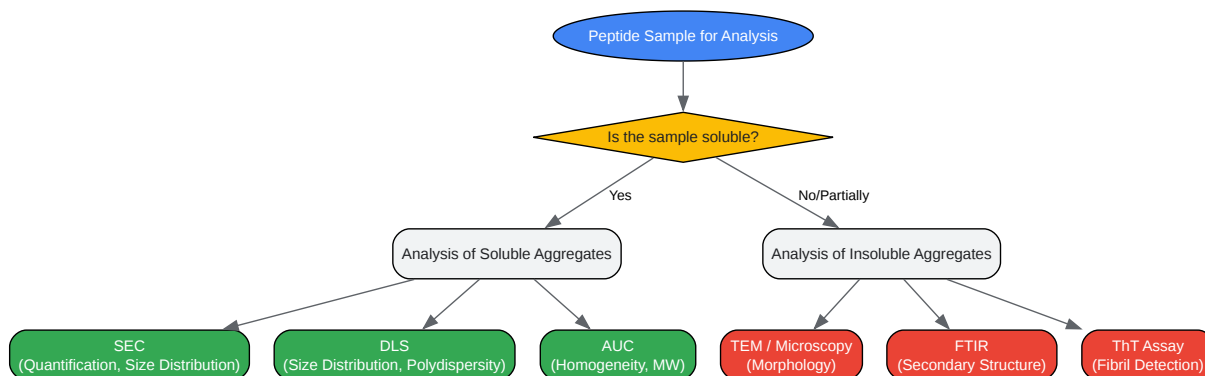 Peptide Sample for Analysis
Is the sample soluble?
Yes
No/Partially
Analysis of Soluble Aggregates
Analysis of Insoluble Aggregates
SEC
(Quantification, Size Distribution)
DLS
(Size Distribution, Polydispersity)
AUC
(Homogeneity, MW)
TEM / Microscopy
(Morphology)
FTIR
(Secondary Structure)
ThT Assay
(Fibril Detection)